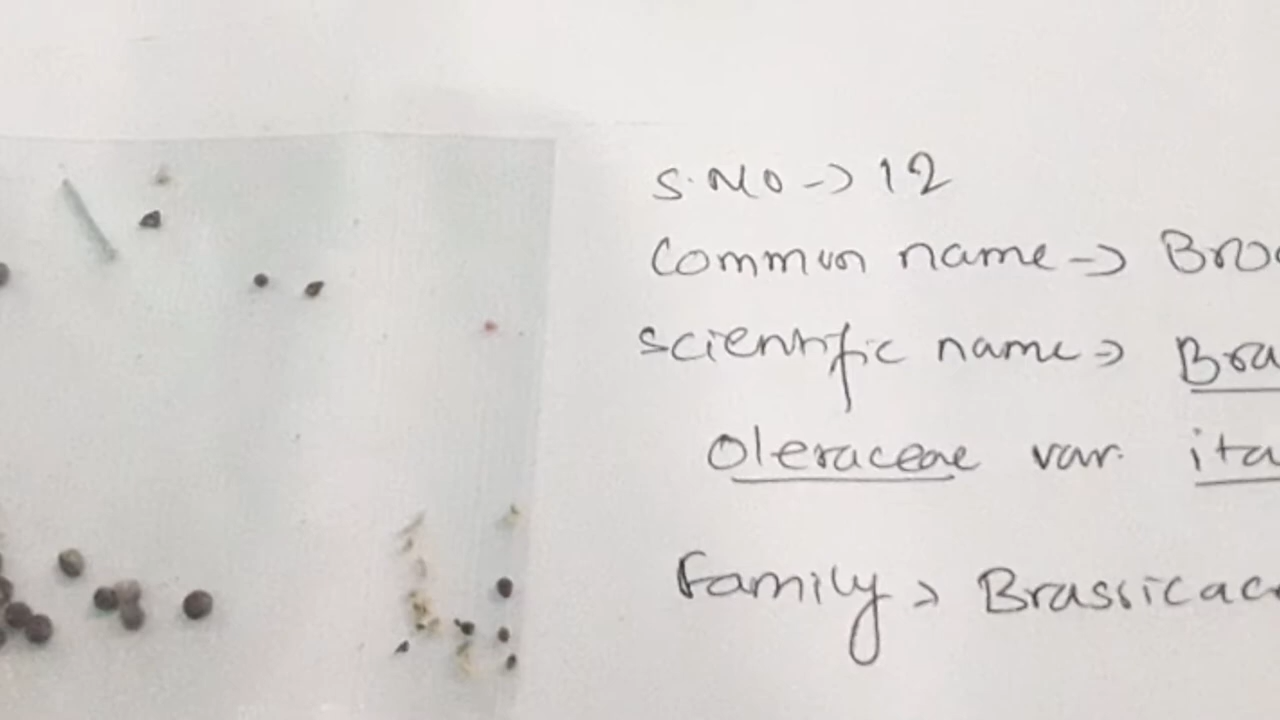 S.No -> 12
Common name -> Bro
Scientific name -> Bra
Oleraceae var. ita
Family > Brassicac